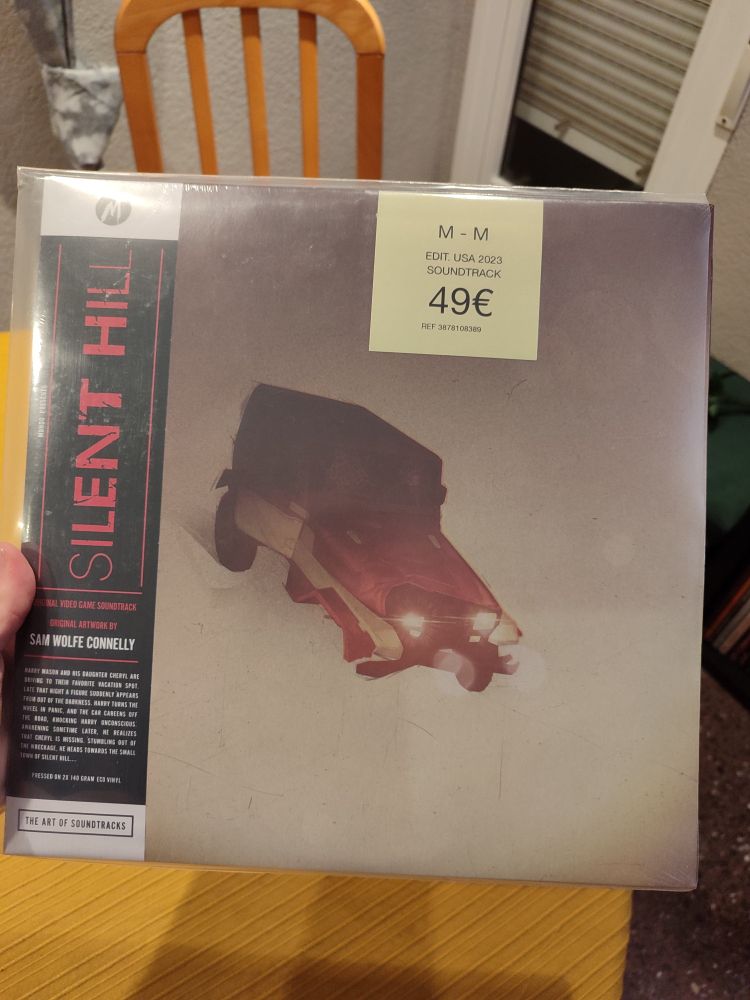 M
SILENT HILL
MONDO PRESENTS
ORIGINAL VIDEO GAME SOUNDTRACK
ORIGINAL ARTWORK BY
SAM WOLFE CONNELLY
HARRY MASON AND HIS DAUGHTER CHERYL ARE
DRIVING TO THEIR FAVORITE VACATION SPOT.
LATE THAT NIGHT A FIGURE SUDDENLY APPEARS
FROM OUT OF THE DARKNESS. HARRY TURNS THE
WHEEL IN PANIC, AND THE CAR CAREENS OFF
THE ROAD, KNOCKING HARRY UNCONSCIOUS.
AWAKENING SOMETIME LATER, HE REALIZES
THAT CHERYL IS MISSING. STUMBLING OUT OF
THE WRECKAGE, HE HEADS TOWARDS THE SMALL
TOWN OF SILENT HILL...
PRESSED ON 2X 140 GRAM ECO VINYL
THE ART OF SOUNDTRACKS
M - M
EDIT. USA 2023
SOUNDTRACK
49€
REF 3878108389